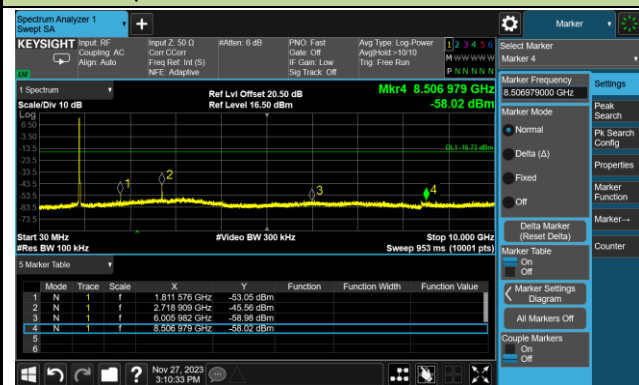 Spectrum Analyzer 1
Swept SA
Marker
KEYSIGHT
Input: RF
Coupling: AC
Align: Auto
Input Z: 50 Ω
Corr CCorr
Freq Ref: Int (S)
NFE: Adaptive
#Atten: 6 dB
PNO: Fast
Gate: Off
IF Gain: Low
Sig Track: Off
Avg Type: Log-Power
Avg|Hold:>10/10
Trig: Free Run
1 2 3 4 5 6
M W W W W W
P N N N N N
LW
1 Spectrum
Scale/Div 10 dB
Ref Lvl Offset 20.50 dB
Ref Level 16.50 dBm
Mkr4 8.506 979 GHz
-58.02 dBm
Log
6.50
-3.50
-13.5
-23.5
-33.5
-43.5
-53.5
-63.5
-73.5
DL1 -16.73 dBm
1
2
3
4
Start 30 MHz
#Res BW 100 kHz
#Video BW 300 kHz
Stop 10.000 GHz
Sweep 953 ms (10001 pts)
5 Marker Table
Mode Trace Scale X Y Function Function Width Function Value
1 N 1 f 1.811 576 GHz -53.05 dBm
2 N 1 f 2.718 909 GHz -45.56 dBm
3 N 1 f 6.005 982 GHz -58.98 dBm
4 N 1 f 8.506 979 GHz -58.02 dBm
5
6
Nov 27, 2023
3:10:33 PM
Select Marker
Marker 4
Marker Frequency
8.506979000 GHz
Marker Mode
Normal
Delta (Δ)
Fixed
Off
Delta Marker
(Reset Delta)
Marker Table
On
Off
Marker Settings
Diagram
All Markers Off
Couple Markers
On
Off
Settings
Peak
Search
Pk Search
Config
Properties
Marker
Function
Marker→
Counter